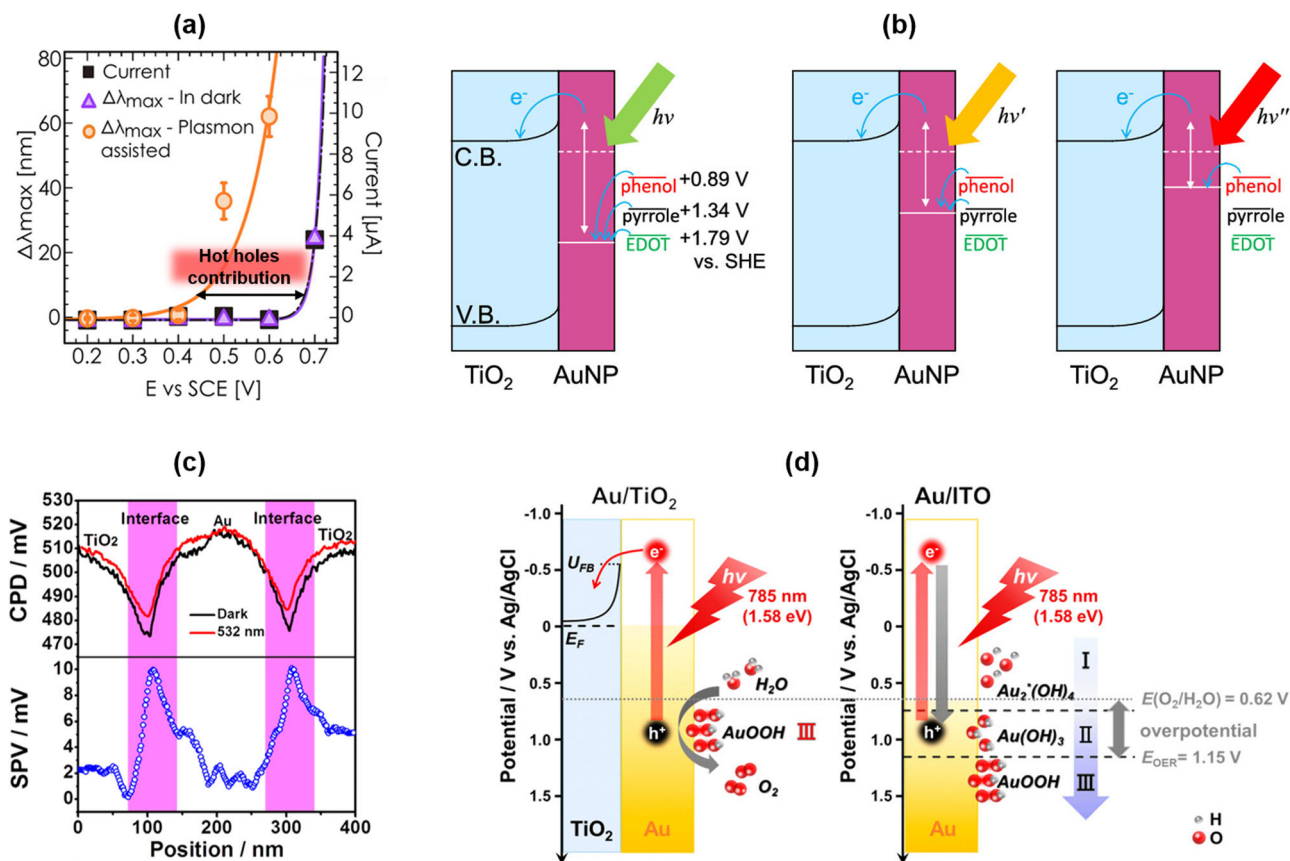 (a)
80
60
40
20
0
Δλmax [nm]
Current
Δλmax - In dark
Δλmax - Plasmon
assisted
Hot holes
contribution
12
10
8
6
4
2
0
Current [µA]
0.2 0.3 0.4 0.5 0.6 0.7
E vs SCE [V]
(b)
e-
hν
C.B.
phenol +0.89 V
pyrrole +1.34 V
EDOT +1.79 V
vs. SHE
V.B.
TiO2 AuNP
e-
hν'
phenol
pyrrole
EDOT
TiO2 AuNP
e-
hν''
phenol
pyrrole
EDOT
TiO2 AuNP
(c)
530
520
510
500
490
480
470
CPD / mV
Interface Au Interface
TiO2 TiO2
Dark
532 nm
10
8
6
4
2
0
SPV / mV
0 100 200 300 400
Position / nm
(d)
Au/TiO2
Potential / V vs. Ag/AgCl
-1.0
-0.5
0
0.5
1.0
1.5
UFB
EF
e-
hν
785 nm
(1.58 eV)
H2O
h+
AuOOH III
O2
TiO2 Au
Au/ITO
Potential / V vs. Ag/AgCl
-1.0
-0.5
0
0.5
1.0
1.5
e-
hν
785 nm
(1.58 eV)
Au2*(OH)4 I
E(O2/H2O) = 0.62 V
h+
Au(OH)3 II overpotential
EOER= 1.15 V
AuOOH III
Au
H
O